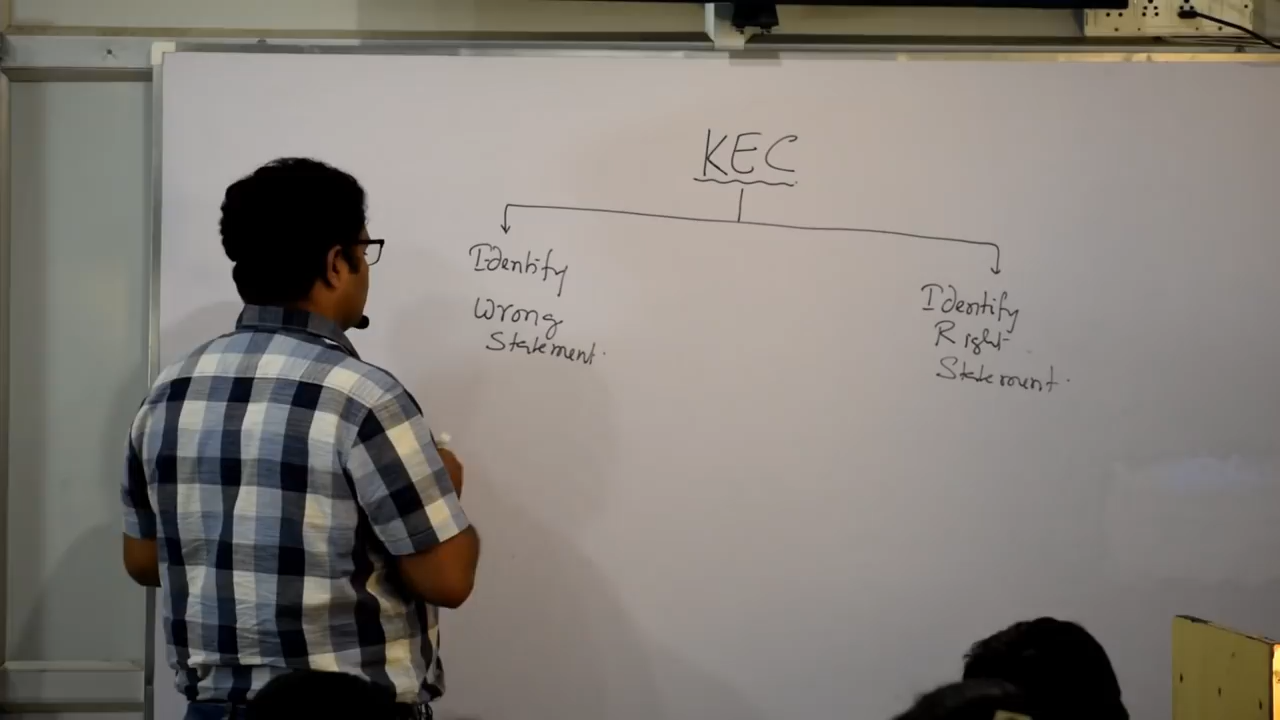 KEC
Identify
Wrong
Statement.
Identify
Right
Statement.